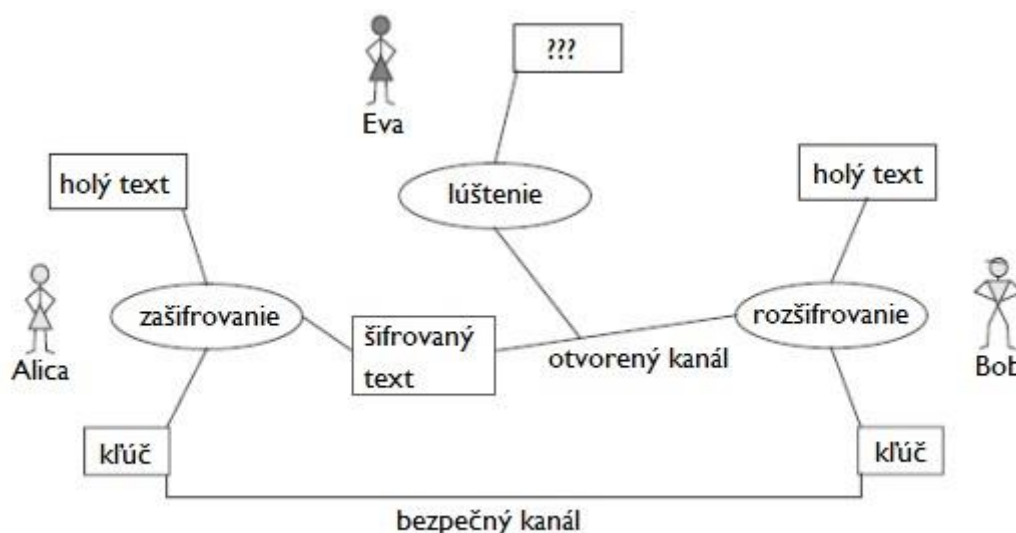 ???
Eva
holý text
holý text
lúštenie
zašifrovanie
rozšifrovanie
šifrovaný
text
otvorený kanál
Alica
Bob
kľúč
kľúč
bezpečný kanál